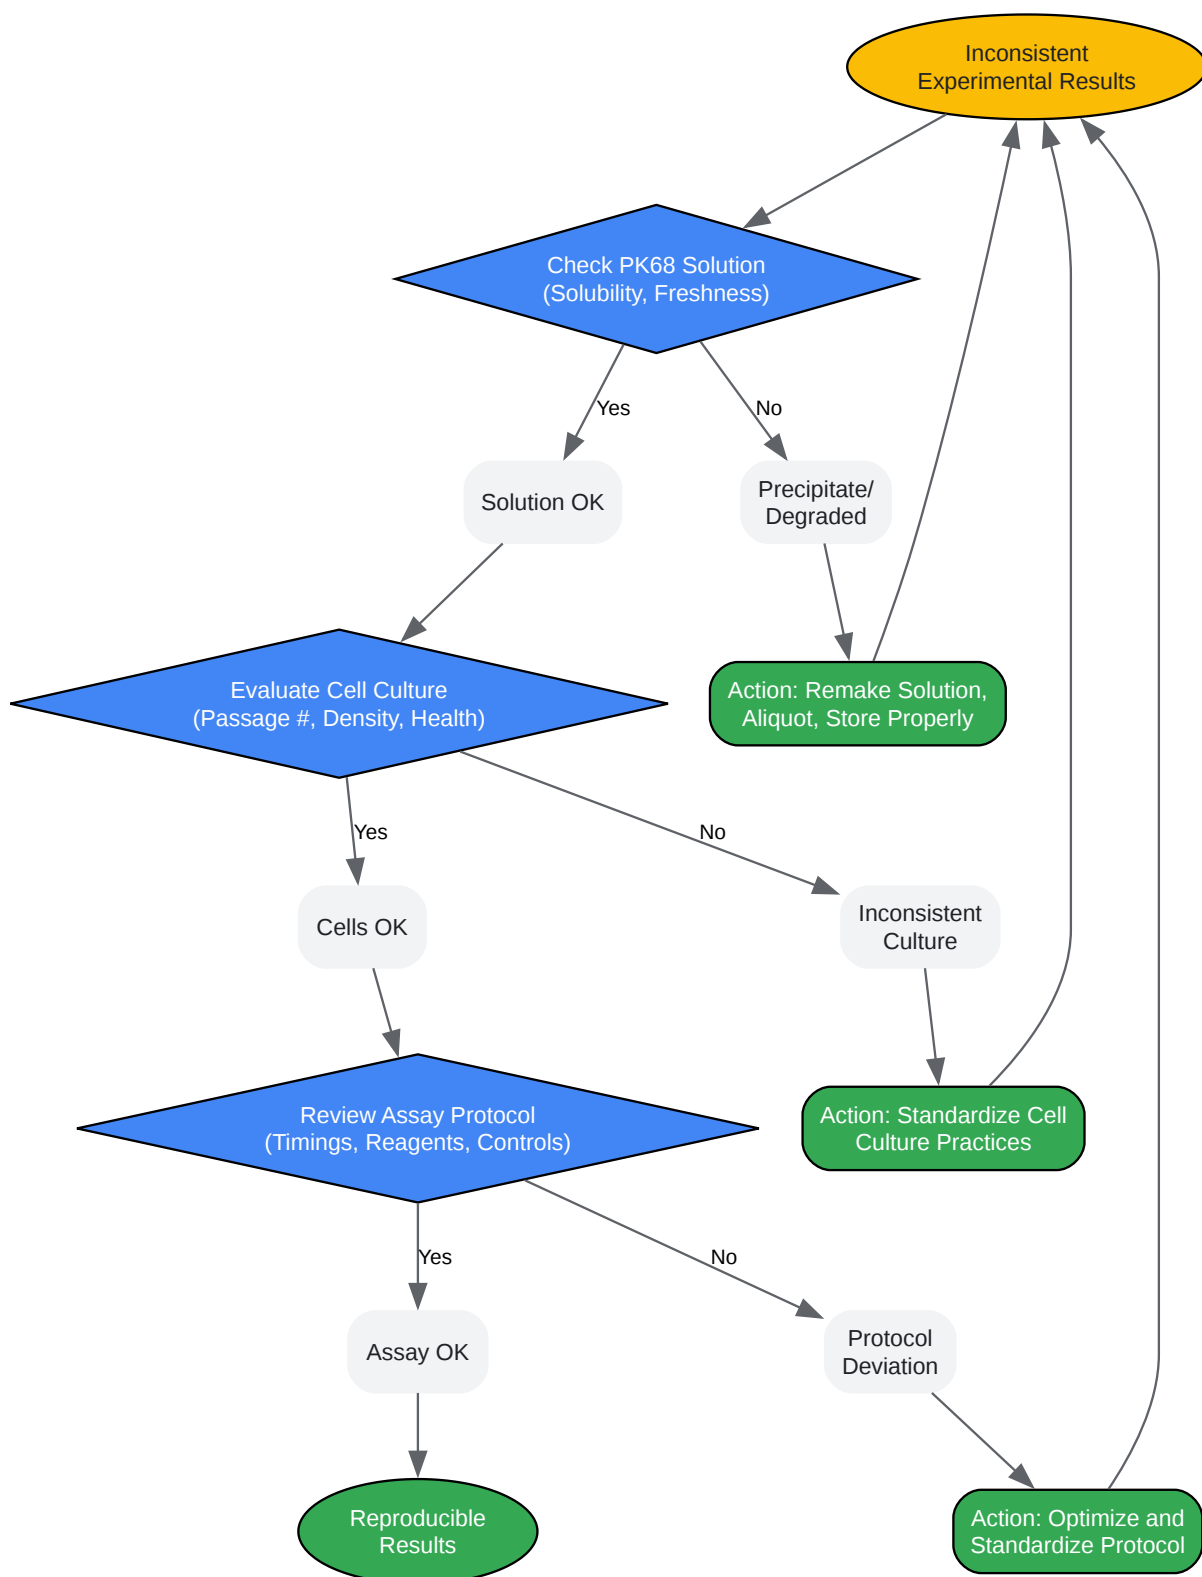 Inconsistent
Experimental Results
Check PK68 Solution
(Solubility, Freshness)
Yes
No
Solution OK
Precipitate/
Degraded
Evaluate Cell Culture
(Passage #, Density, Health)
Action: Remake Solution,
Aliquot, Store Properly
Yes
No
Cells OK
Inconsistent
Culture
Review Assay Protocol
(Timings, Reagents, Controls)
Action: Standardize Cell
Culture Practices
Yes
No
Assay OK
Protocol
Deviation
Reproducible
Results
Action: Optimize and
Standardize Protocol